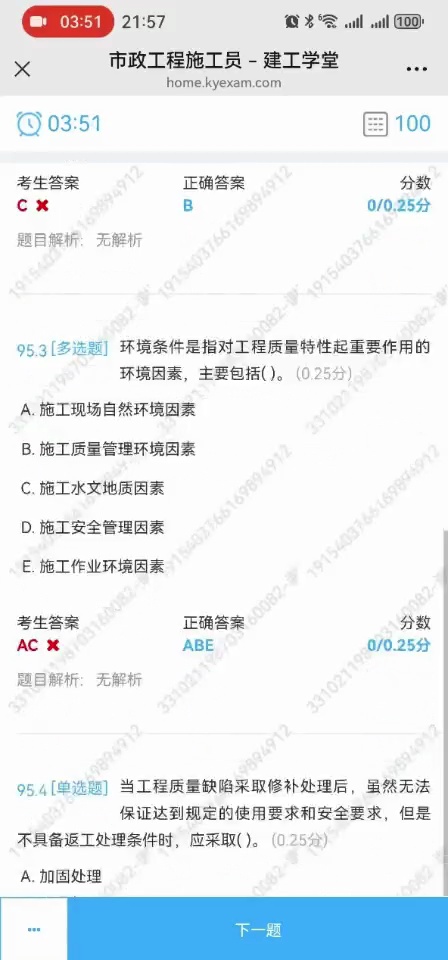 03:51 21:57 100
市政工程施工员 – 建工学堂
home.kyexam.com
03:51 100
考生答案 正确答案 分数
C B 0/0.25分
题目解析： 无解析
95.3 [多选题] 环境条件是指对工程质量特性起重要作用的
环境因素，主要包括( )。 (0.25分)
A. 施工现场自然环境因素
B. 施工质量管理环境因素
C. 施工水文地质因素
D. 施工安全管理因素
E. 施工作业环境因素
考生答案 正确答案 分数
AC ABE 0/0.25分
题目解析： 无解析
95.4 [单选题] 当工程质量缺陷采取修补处理后，虽然无法
保证达到规定的使用要求和安全要求，但是
不具备返工处理条件时，应采取( )。 (0.25分)
A. 加固处理
下一题